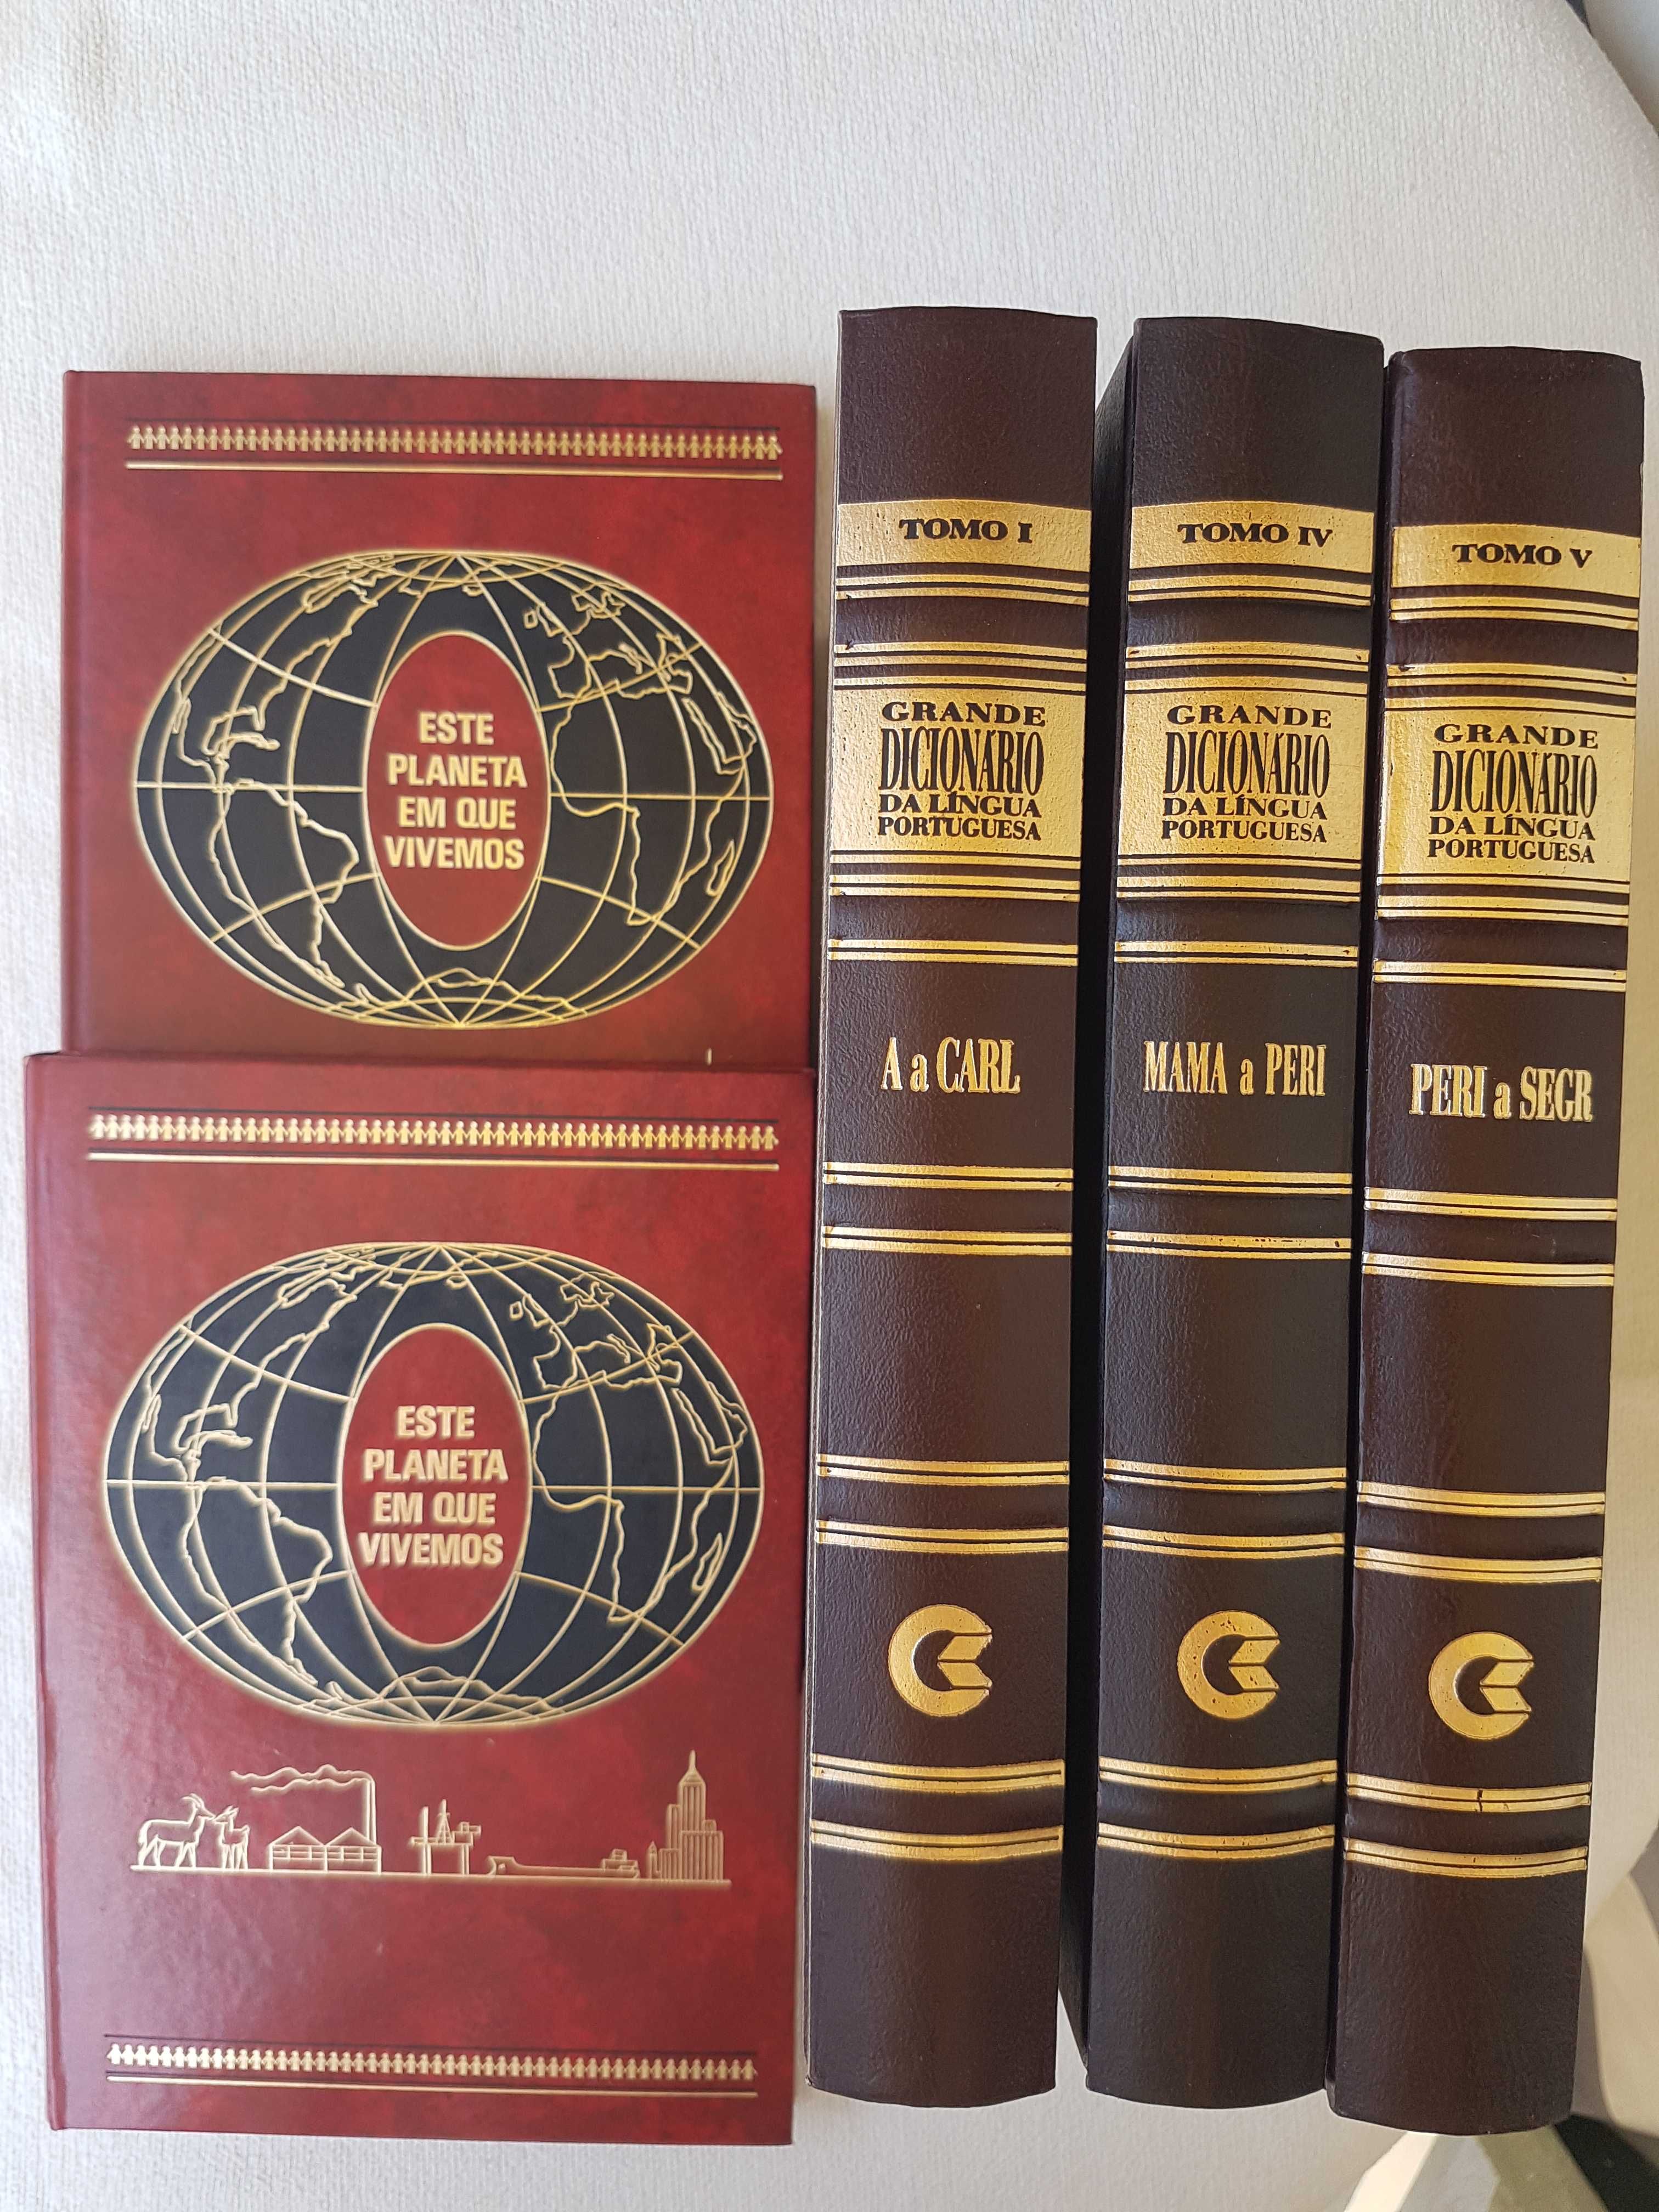 ESTE
PLANETA
EM QUE
VIVEMOS
ESTE
PLANETA
EM QUE
VIVEMOS
TOMO I
GRANDE
DICIONÁRIO
DA LÍNGUA
PORTUGUESA
A a CARL
TOMO IV
GRANDE
DICIONÁRIO
DA LÍNGUA
PORTUGUESA
MAMA a PERI
TOMO V
GRANDE
DICIONÁRIO
DA LÍNGUA
PORTUGUESA
PERI a SEGR